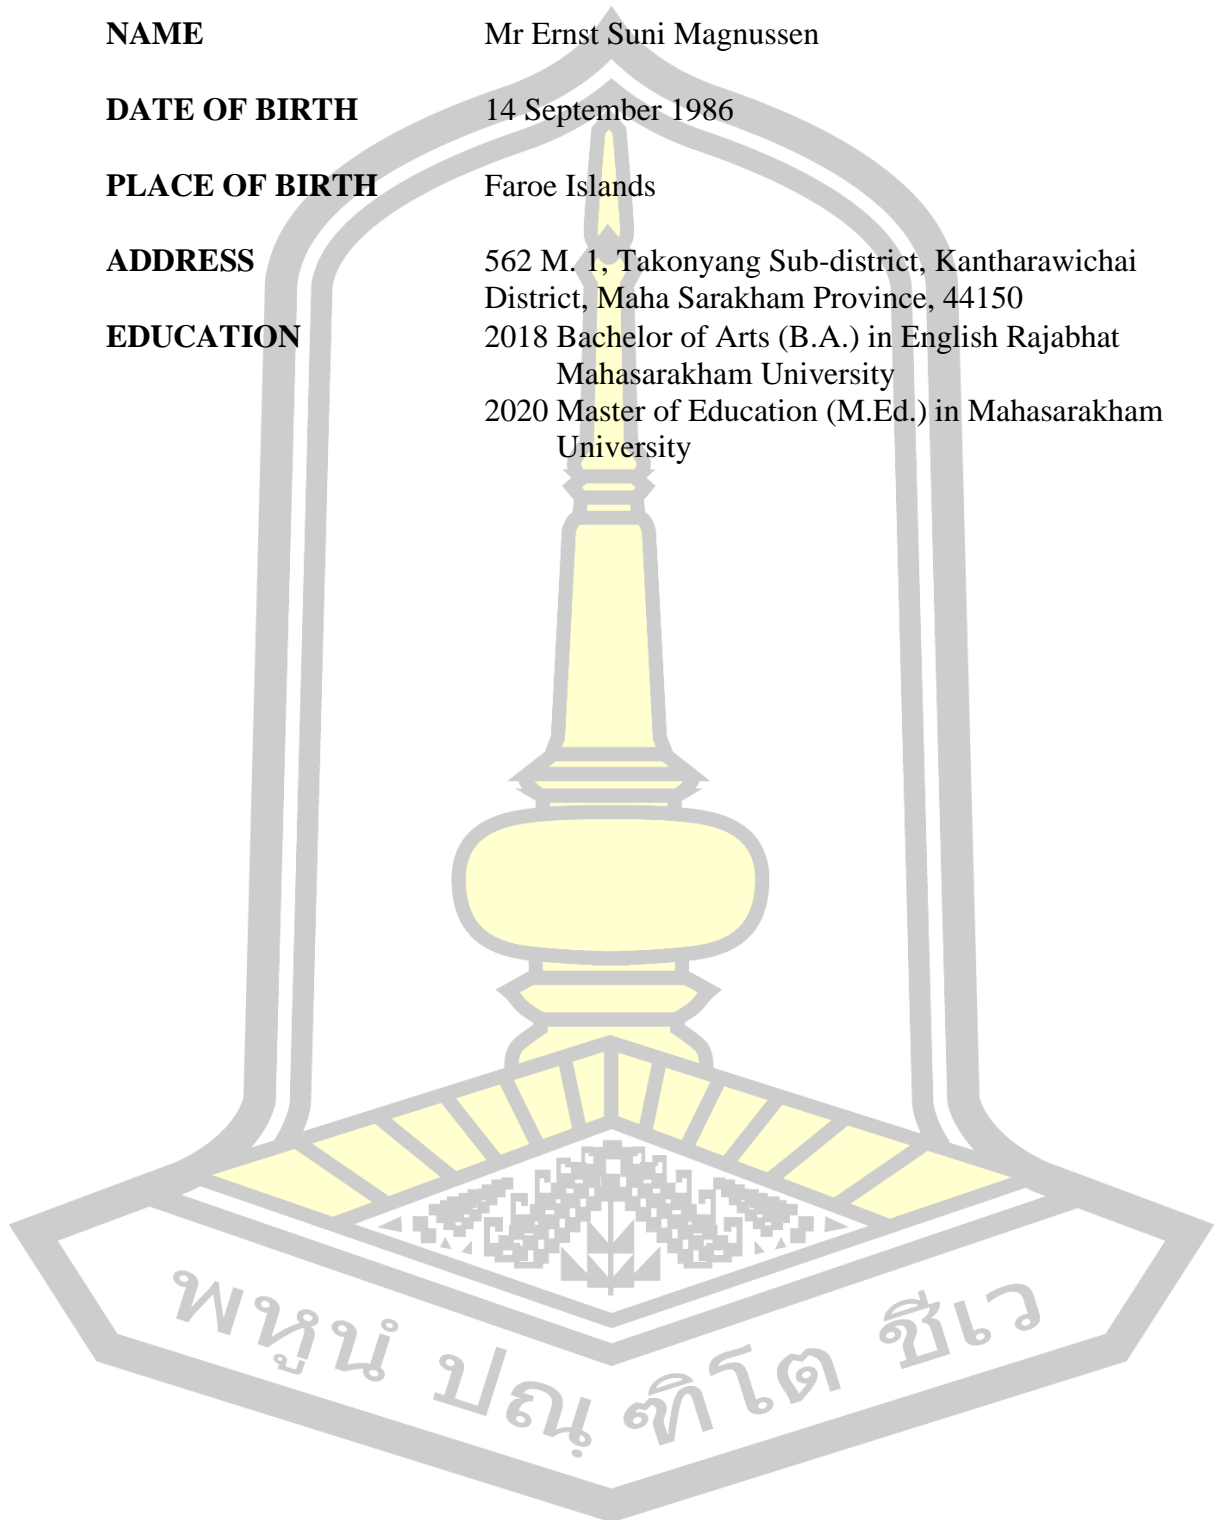 NAME Mr Ernst Suni Magnussen
DATE OF BIRTH 14 September 1986
PLACE OF BIRTH Faroe Islands
ADDRESS 562 M. 1, Takonyang Sub-district, Kantharawichai
District, Maha Sarakham Province, 44150
EDUCATION 2018 Bachelor of Arts (B.A.) in English Rajabhat
Mahasarakham University
2020 Master of Education (M.Ed.) in Mahasarakham
University
พหูนํ ปณฺ ฑิโต ชีเว